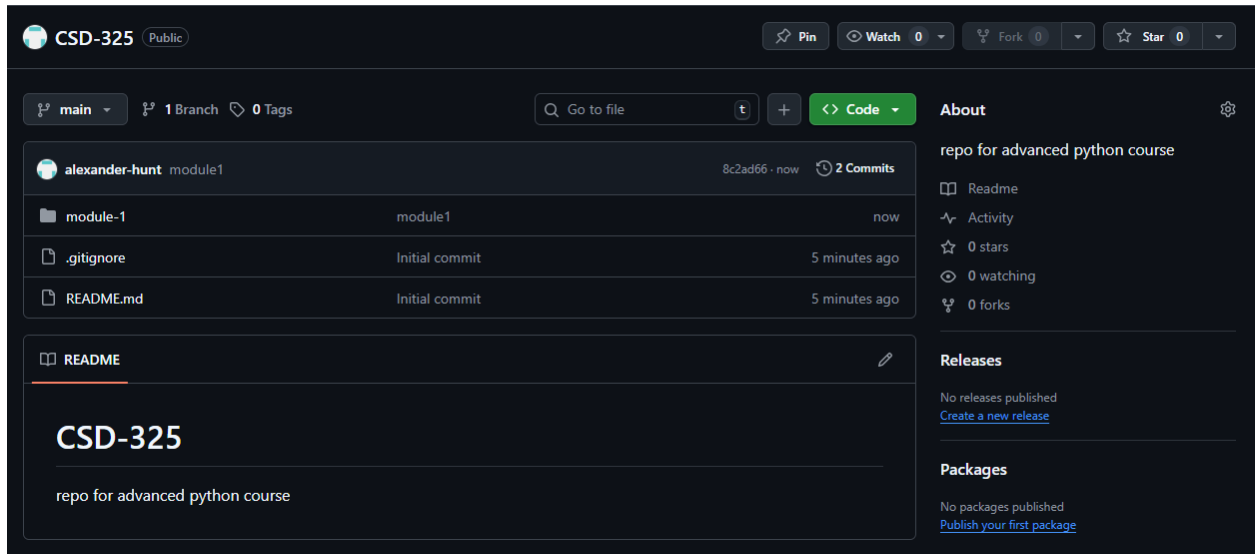 CSD-325 Public
Pin
Watch 0
Fork 0
Star 0
main
1 Branch
0 Tags
Go to file
t
Code
alexander-hunt module1
8c2ad66 · now
2 Commits
module-1 module1 now
.gitignore Initial commit 5 minutes ago
README.md Initial commit 5 minutes ago
README
CSD-325
repo for advanced python course
About
repo for advanced python course
Readme
Activity
0 stars
0 watching
0 forks
Releases
No releases published
Create a new release
Packages
No packages published
Publish your first package